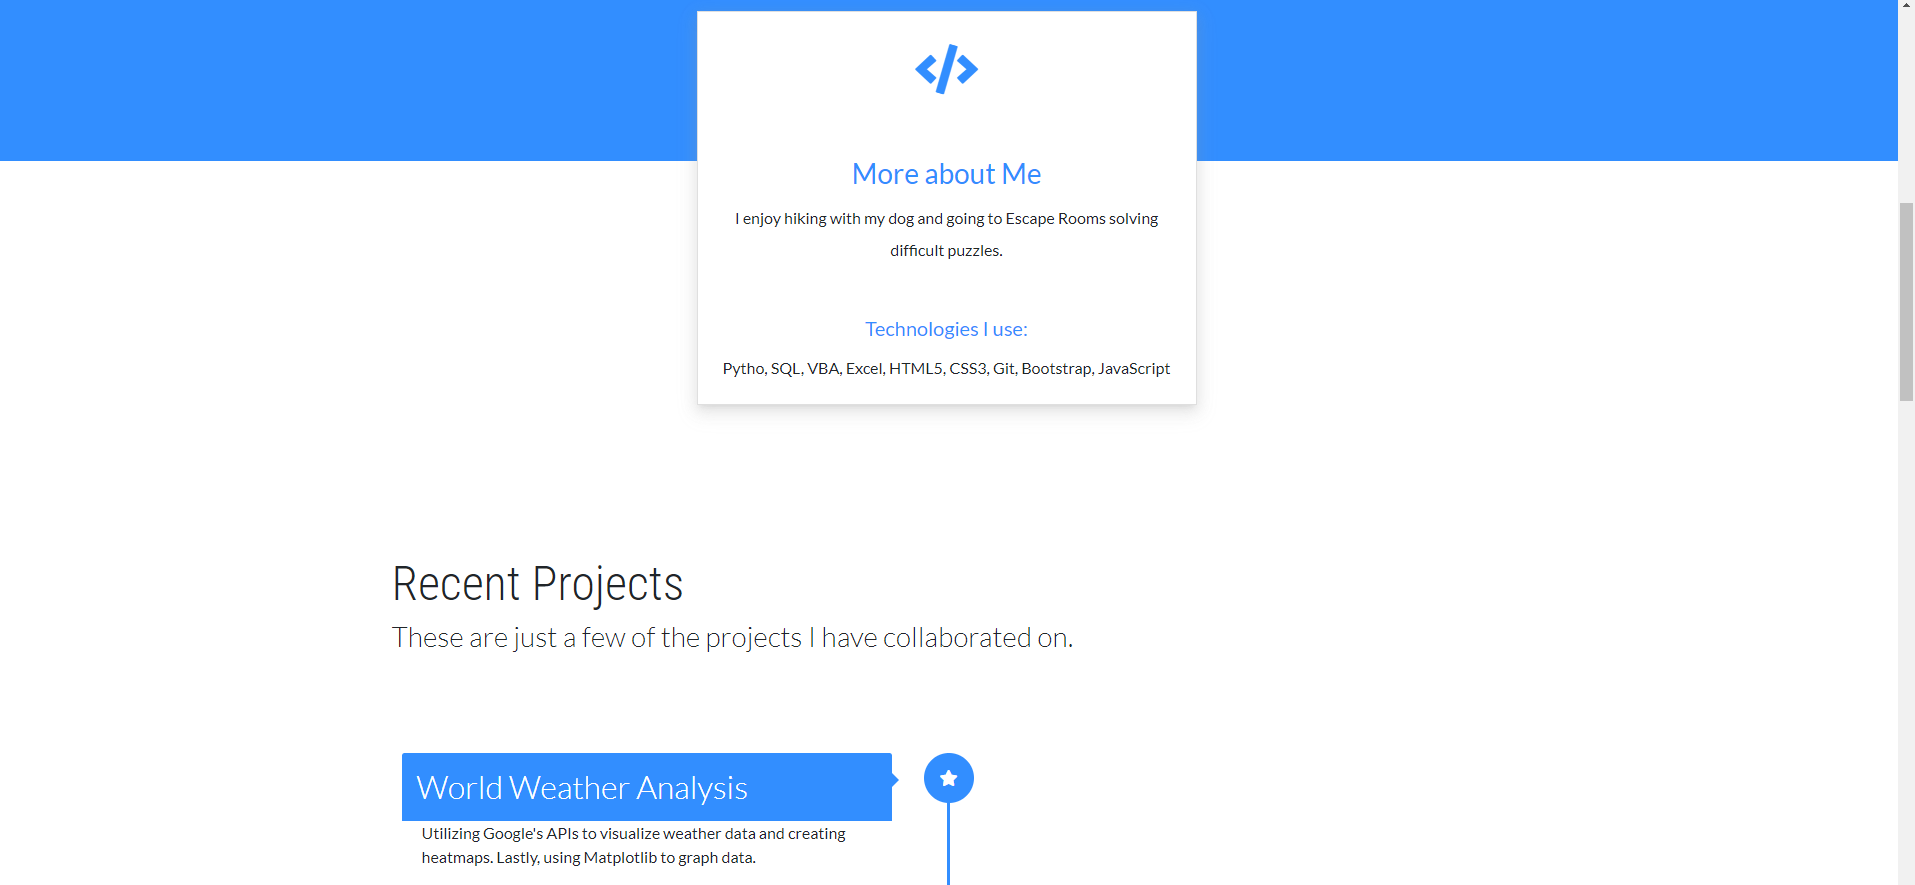 </>
More about Me
I enjoy hiking with my dog and going to Escape Rooms solving
difficult puzzles.
Technologies I use:
Pytho, SQL, VBA, Excel, HTML5, CSS3, Git, Bootstrap, JavaScript
Recent Projects
These are just a few of the projects I have collaborated on.
World Weather Analysis
Utilizing Google's APIs to visualize weather data and creating
heatmaps. Lastly, using Matplotlib to graph data.